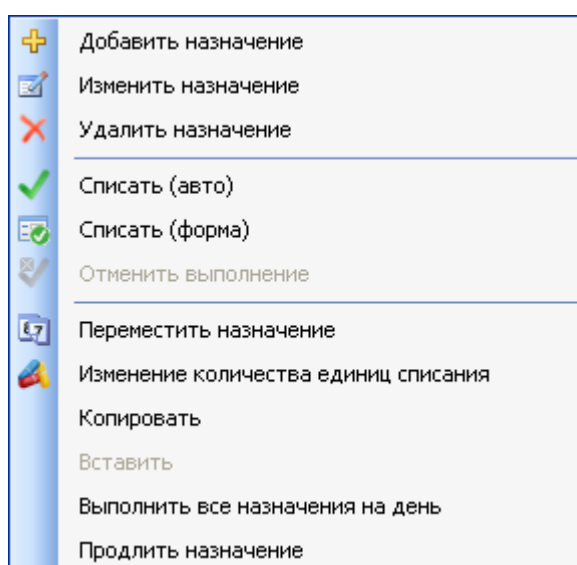 Добавить назначение
Изменить назначение
Удалить назначение
Списать (авто)
Списать (форма)
Отменить выполнение
Переместить назначение
Изменение количества единиц списания
Копировать
Вставить
Выполнить все назначения на день
Продлить назначение